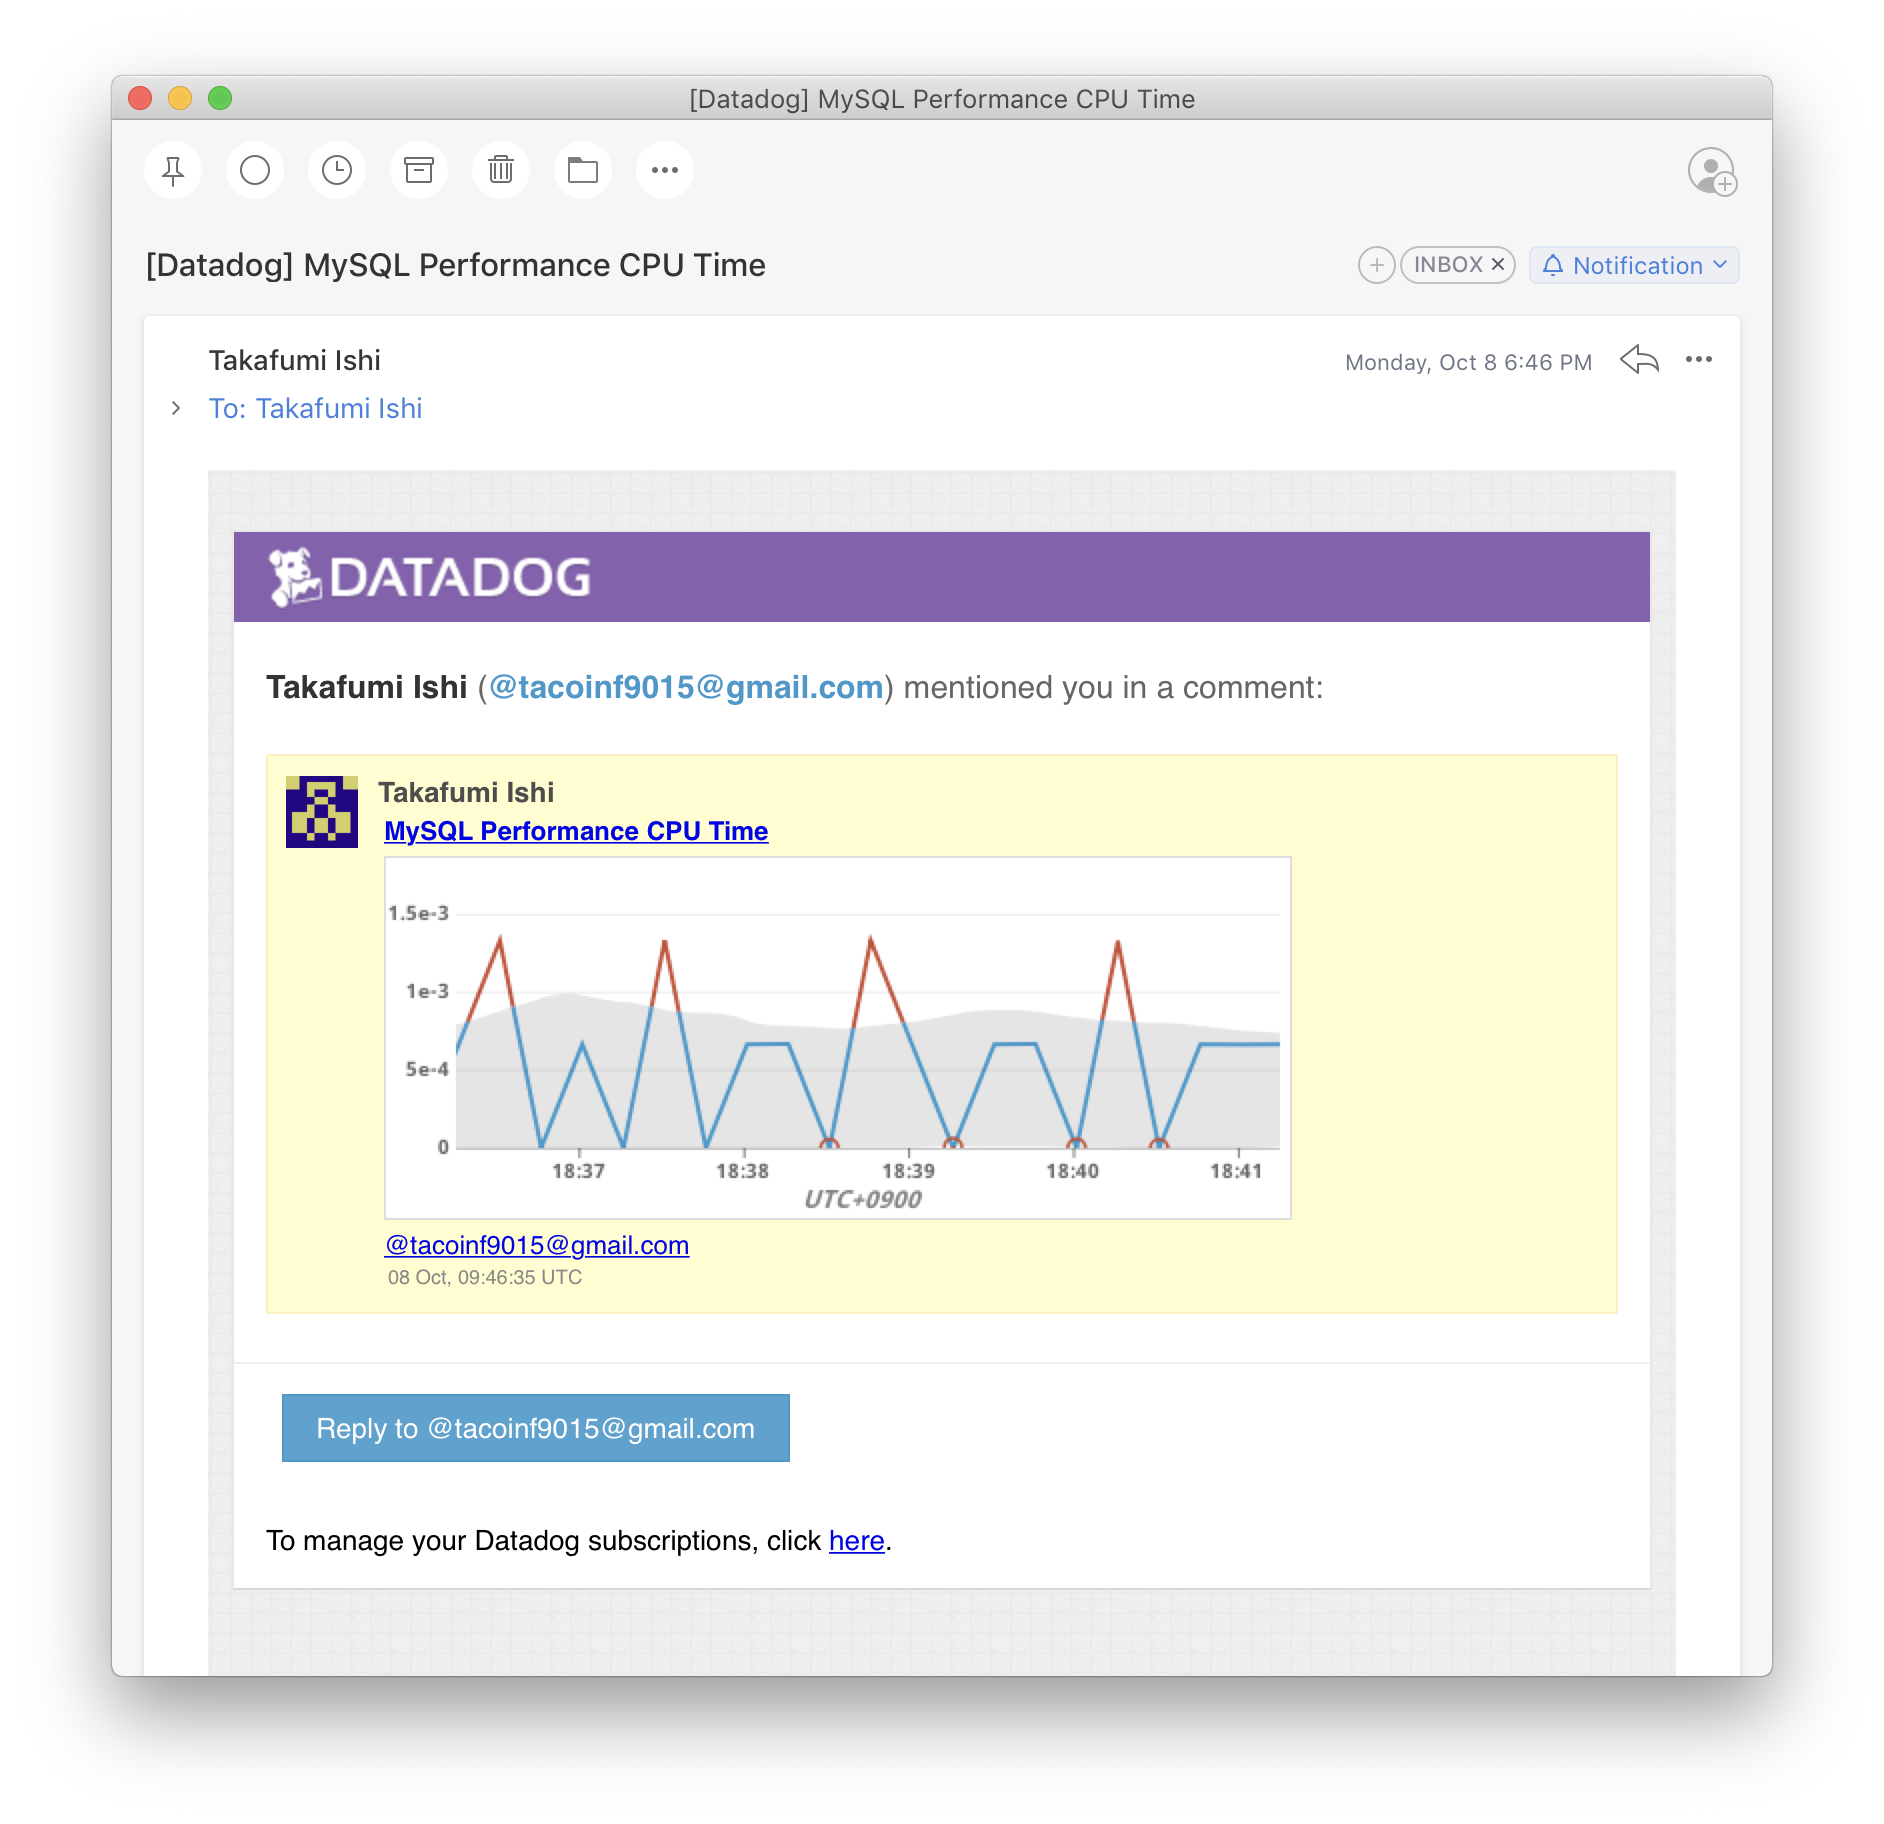 [Datadog] MySQL Performance CPU Time
[Datadog] MySQL Performance CPU Time
INBOX
Notification
Takafumi Ishi
Monday, Oct 8 6:46 PM
To: Takafumi Ishi
DATADOG
Takafumi Ishi (@tacoinf9015@gmail.com) mentioned you in a comment:
Takafumi Ishi
MySQL Performance CPU Time
1.5e-3
1e-3
5e-4
0
18:37 18:38 18:39 18:40 18:41
UTC+0900
@tacoinf9015@gmail.com
08 Oct, 09:46:35 UTC
Reply to @tacoinf9015@gmail.com
To manage your Datadog subscriptions, click here.